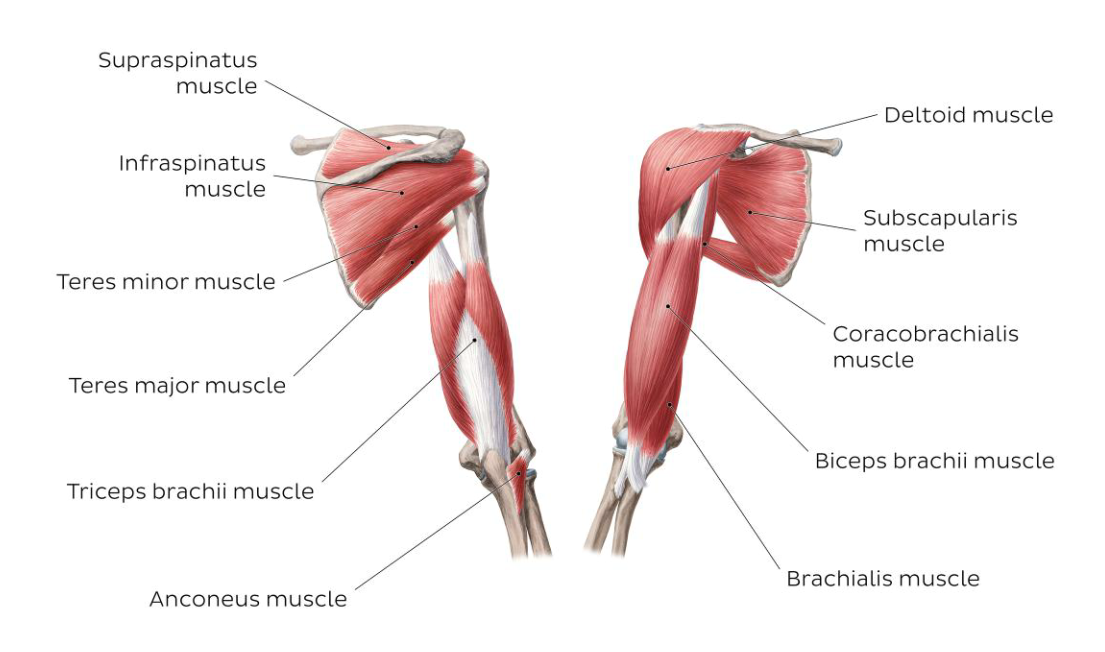 Supraspinatus
muscle
Infraspinatus
muscle
Teres minor muscle
Teres major muscle
Triceps brachii muscle
Anconeus muscle
Deltoid muscle
Subscapularis
muscle
Coracobrachialis
muscle
Biceps brachii muscle
Brachialis muscle